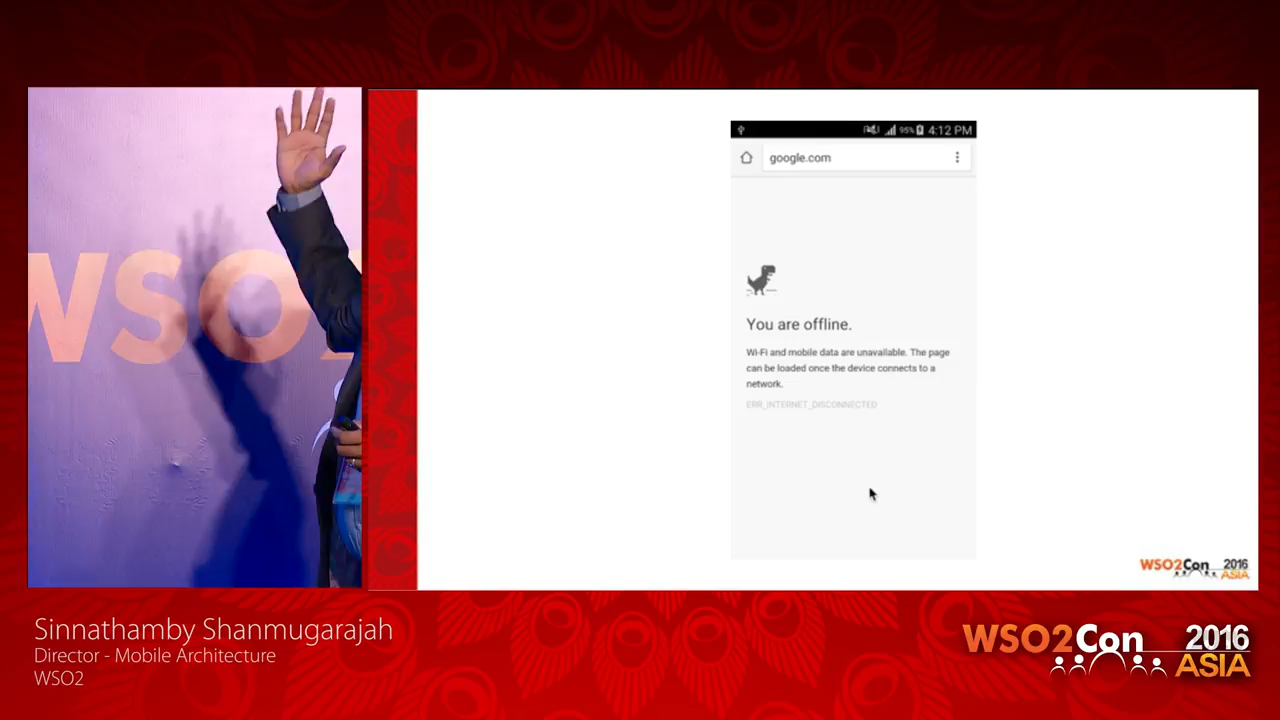 WSO2
95% 4:12 PM
google.com
You are offline.
Wi-Fi and mobile data are unavailable. The page
can be loaded once the device connects to a
network.
ERR_INTERNET_DISCONNECTED
WSO2Con 2016
ASIA
Sinnathamby Shanmugarajah
Director - Mobile Architecture
WSO2
WSO2Con 2016
ASIA